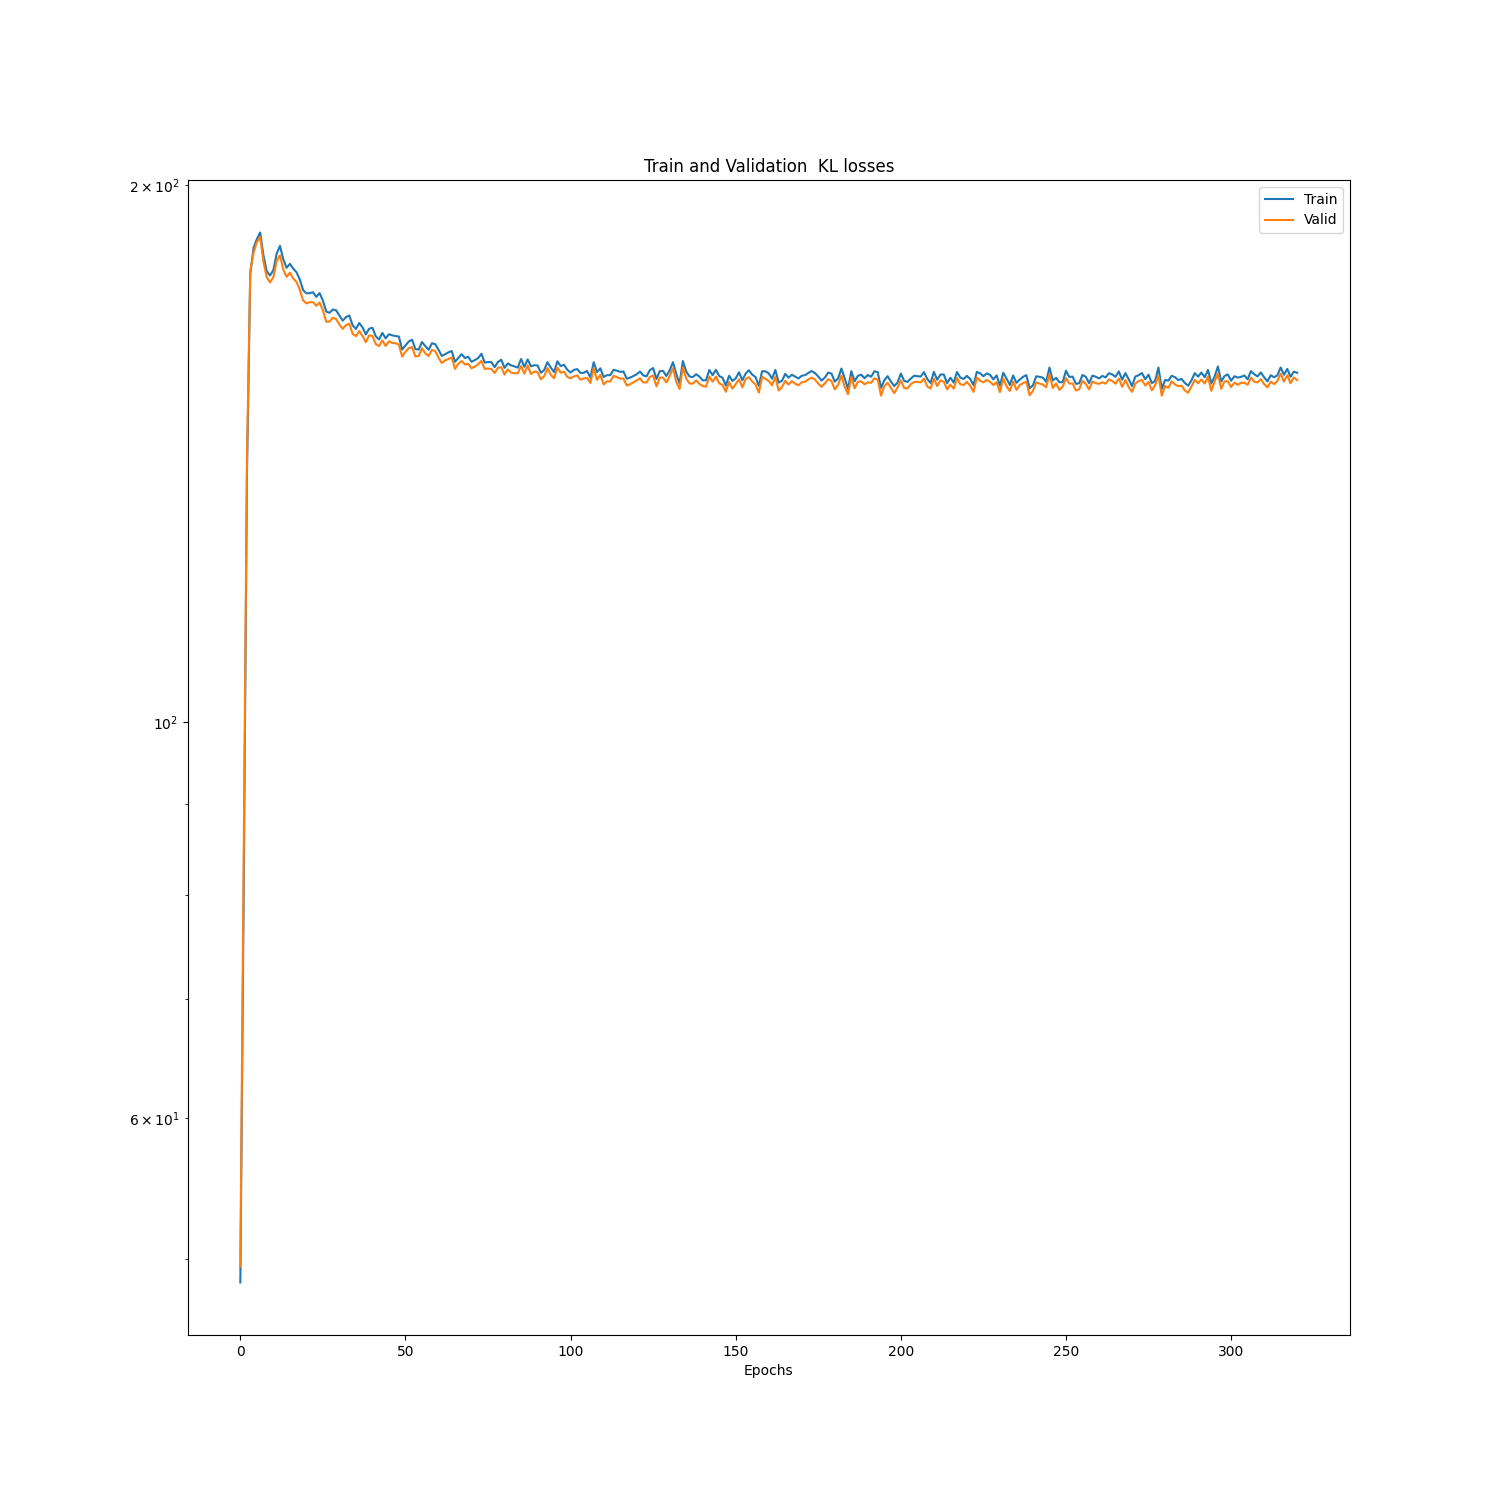 Train and Validation  KL losses
Train
Valid
2 × 10²
10²
6 × 10¹
0 50 100 150 200 250 300
Epochs